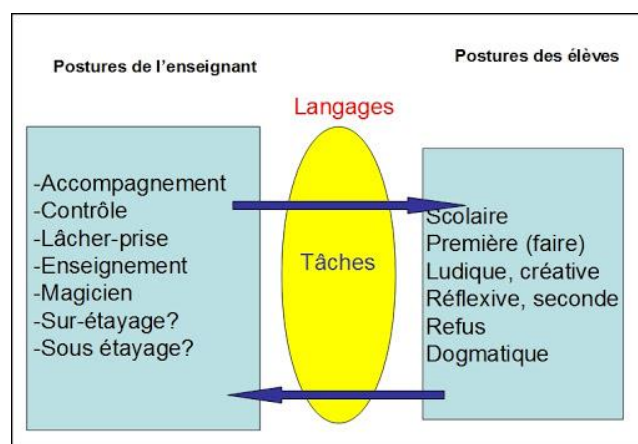 Postures de l'enseignant
Postures des élèves
Langages
-Accompagnement
-Contrôle
-Lâcher-prise
-Enseignement
-Magicien
-Sur-étayage?
-Sous étayage?
Tâches
Scolaire
Première (faire)
Ludique, créative
Réflexive, seconde
Refus
Dogmatique